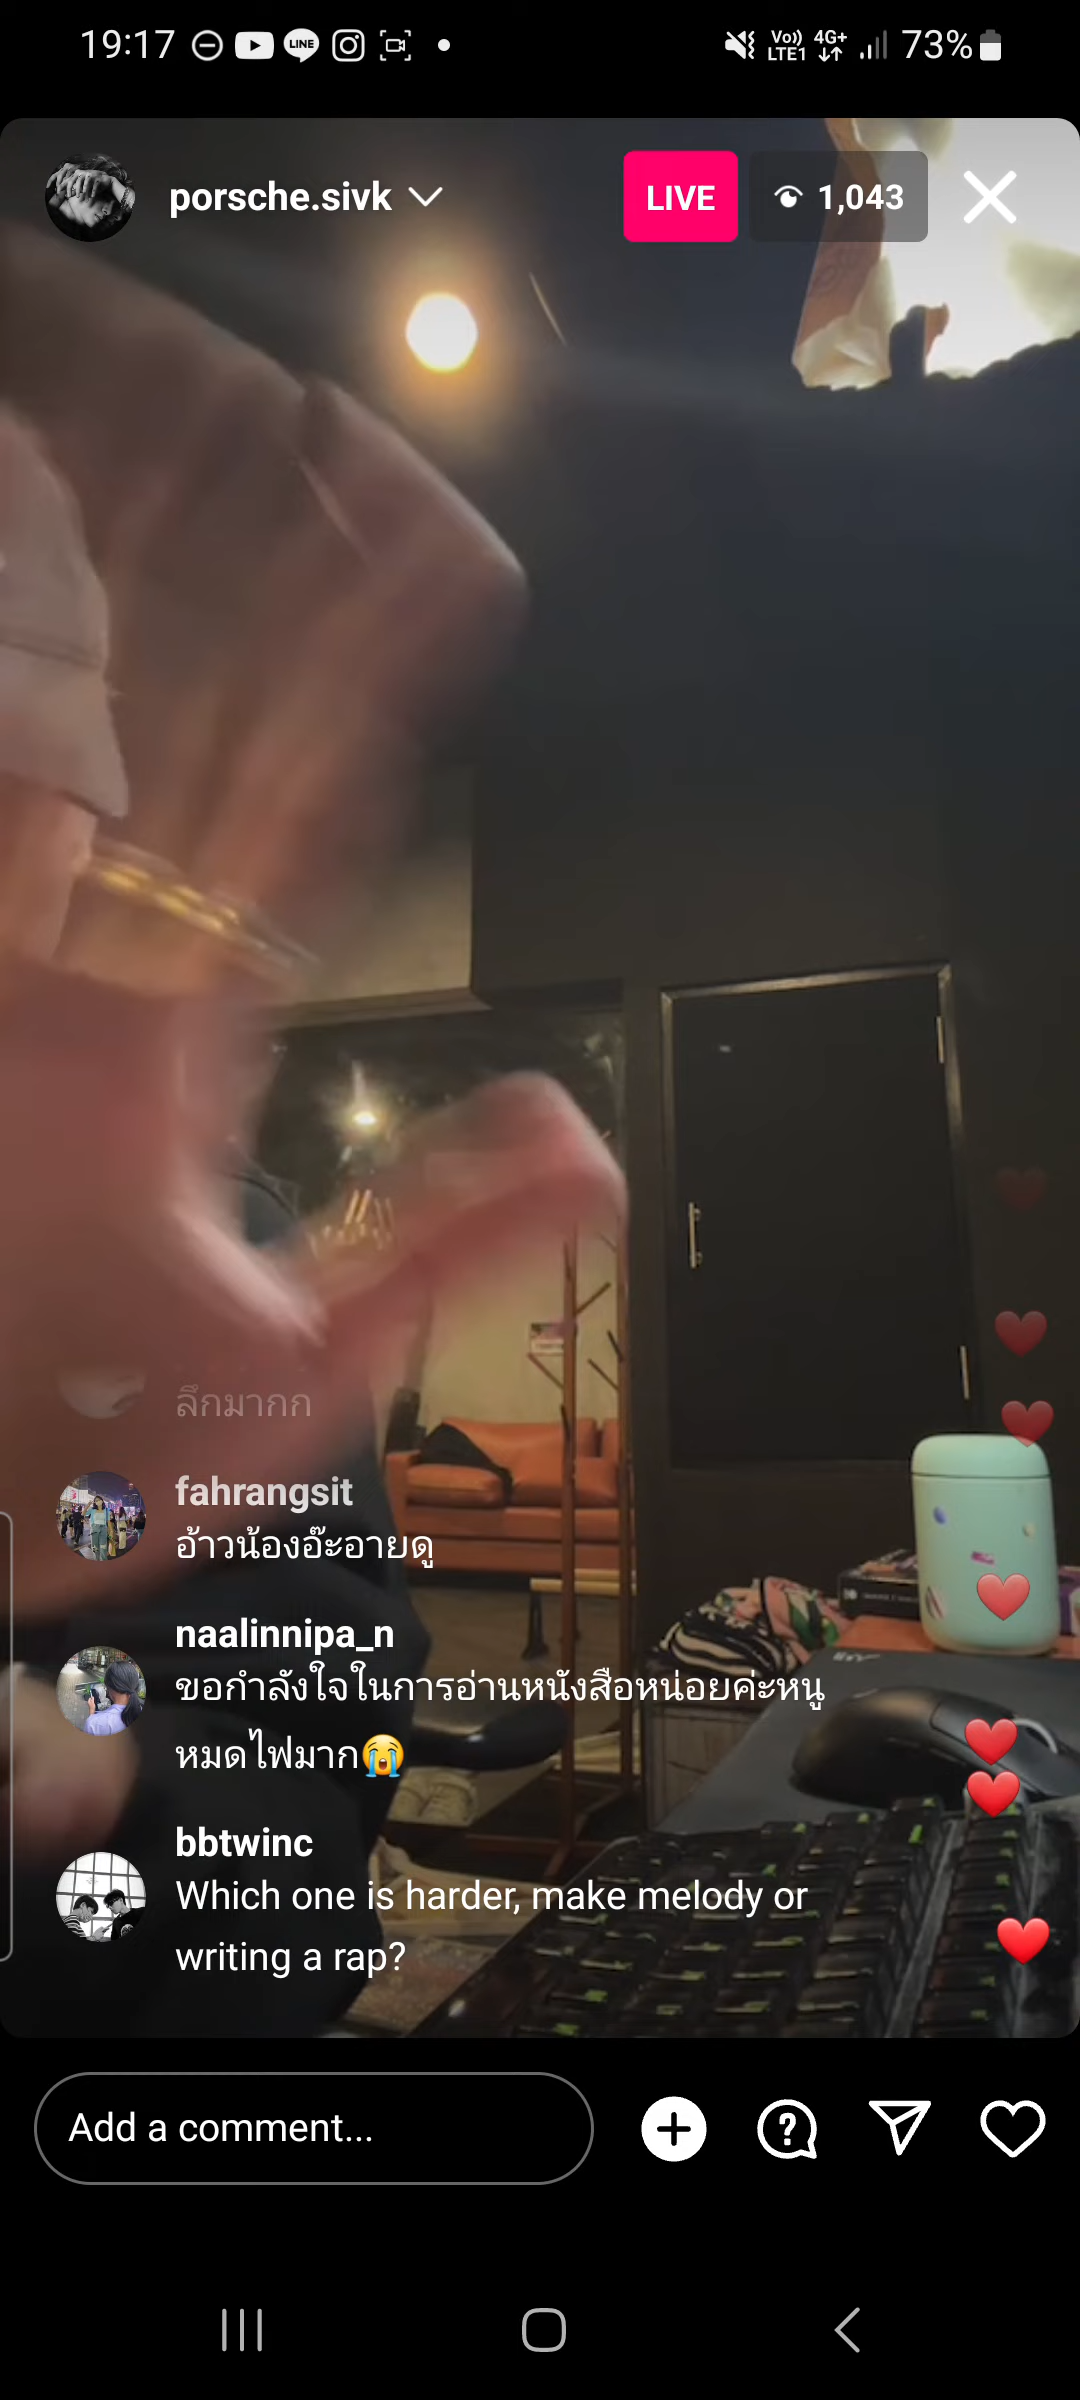 19:17
LINE
Vo))
LTE1
4G+
73%
porsche.sivk
LIVE
1,043
ลึกมากก
fahrangsit
อ้าวน้องอ๊ะอายดู
naalinnipa_n
ขอกำลังใจในการอ่านหนังสือหน่อยค่ะหนู
หมดไฟมาก😭
bbtwinc
Which one is harder, make melody or
writing a rap?
Add a comment...